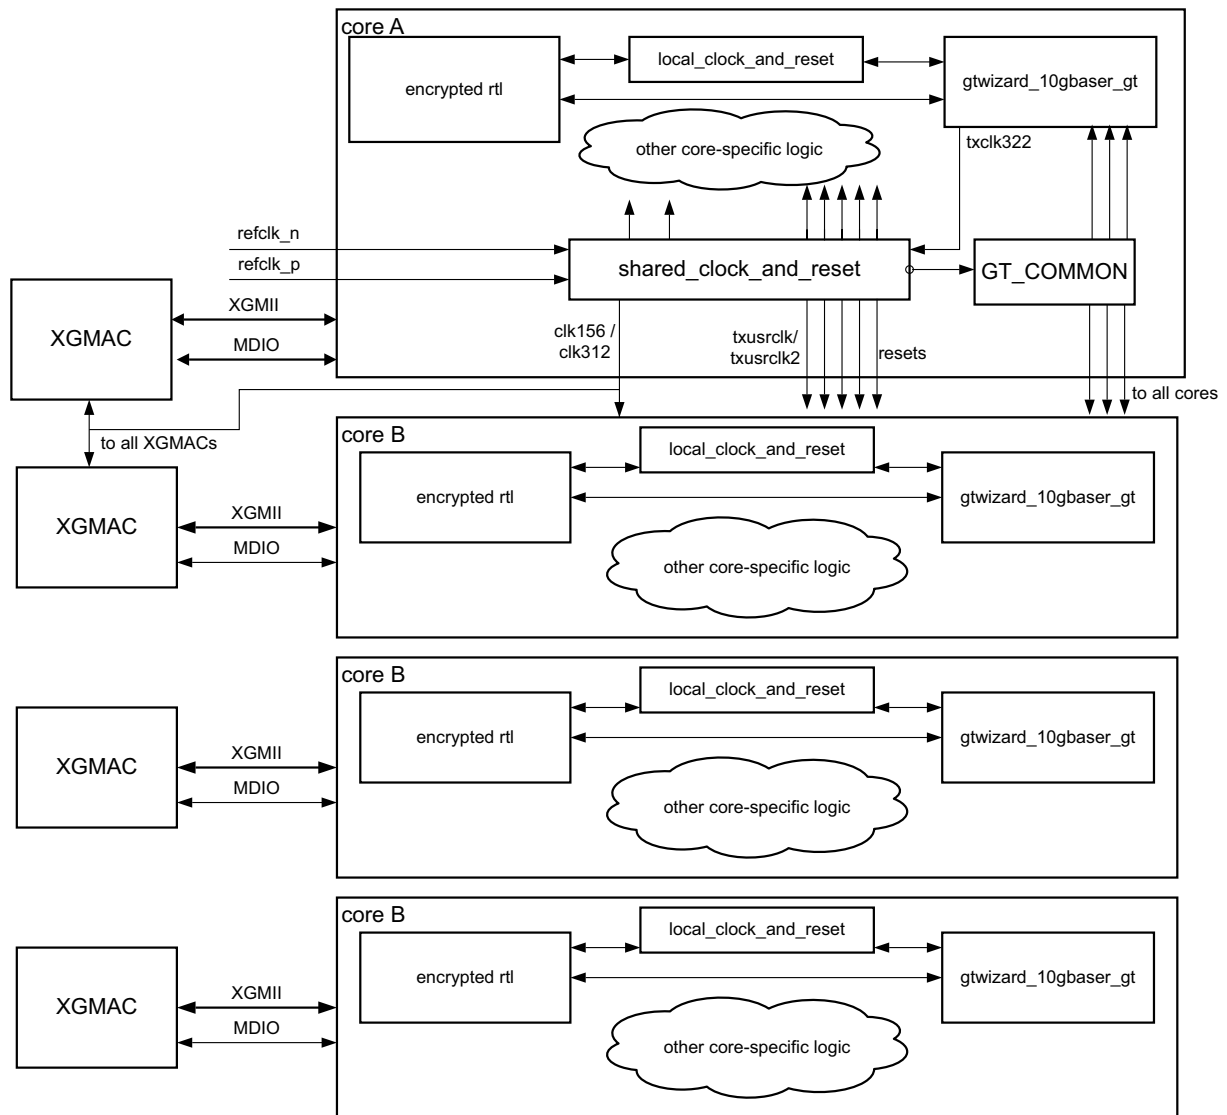 core A
encrypted rtl
local_clock_and_reset
gtwizard_10gbaser_gt
other core-specific logic
txclk322
refclk_n
refclk_p
shared_clock_and_reset
GT_COMMON
XGMAC
XGMII
MDIO
clk156 /
clk312
txusrclk/
txusrclk2
resets
to all cores
to all XGMACs
core B
encrypted rtl
local_clock_and_reset
gtwizard_10gbaser_gt
other core-specific logic
XGMAC
XGMII
MDIO
core B
encrypted rtl
local_clock_and_reset
gtwizard_10gbaser_gt
other core-specific logic
XGMAC
XGMII
MDIO
core B
encrypted rtl
local_clock_and_reset
gtwizard_10gbaser_gt
other core-specific logic
XGMAC
XGMII
MDIO